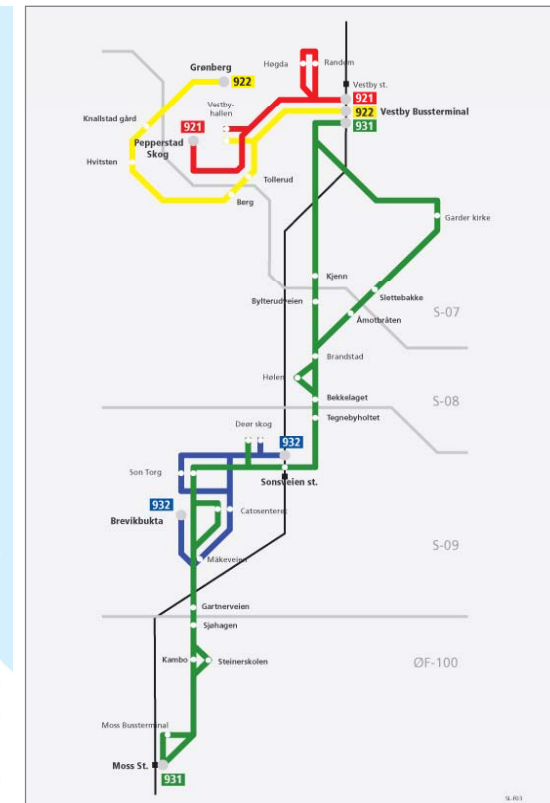 Høgda
Randem
Grønberg
922
Vestby st.
Vestby-
hallen
921
922
Vestby Bussterminal
931
Knallstad gård
921
Pepperstad
Skog
Hvitsten
Tollerud
Berg
Garder kirke
Kjenn
Slettebakke
Bylterudveien
S-07
Åmotbråten
Brandstad
Hølen
Bekkelaget
S-08
Tegnebyholtet
Deør skog
932
Son Torg
Sonsveien st.
932
Catosenteret
Brevikbukta
S-09
Måkeveien
Gartnerveien
Sjøhagen
Kambo
Steinerskolen
ØF-100
Moss Bussterminal
Moss St.
931